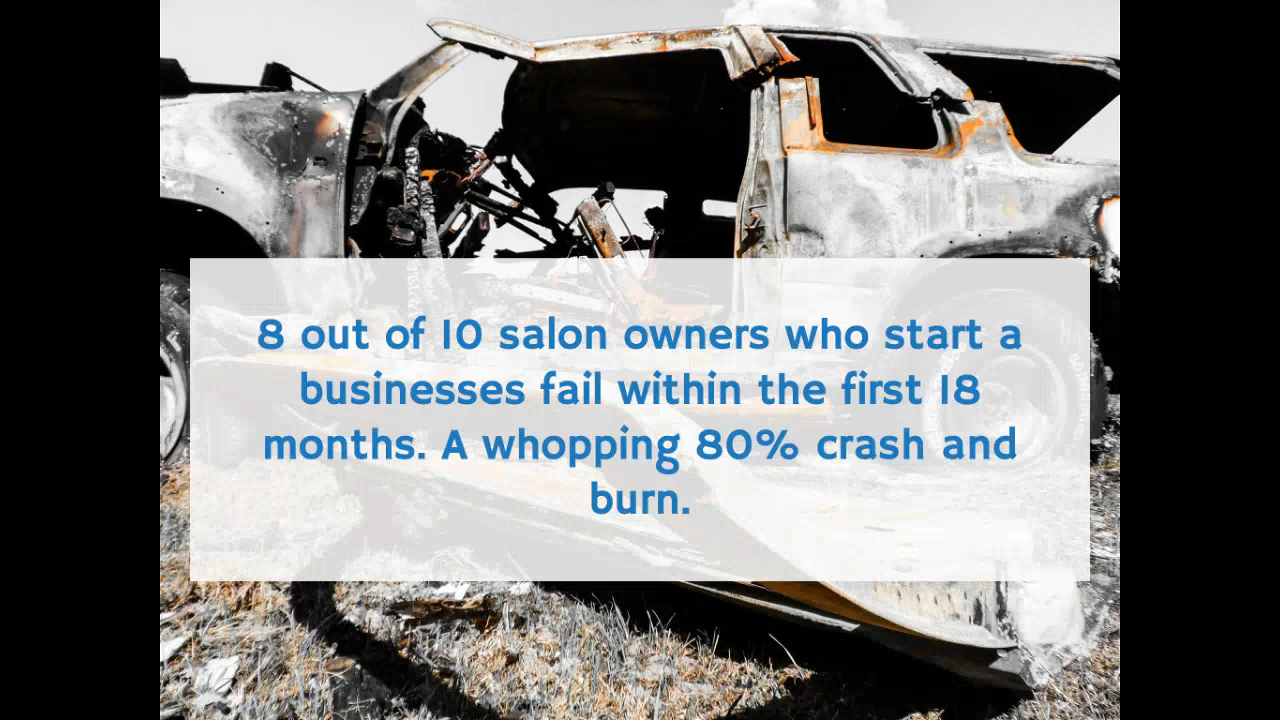 8 out of 10 salon owners who start a
businesses fail within the first 18
months. A whopping 80% crash and
burn.